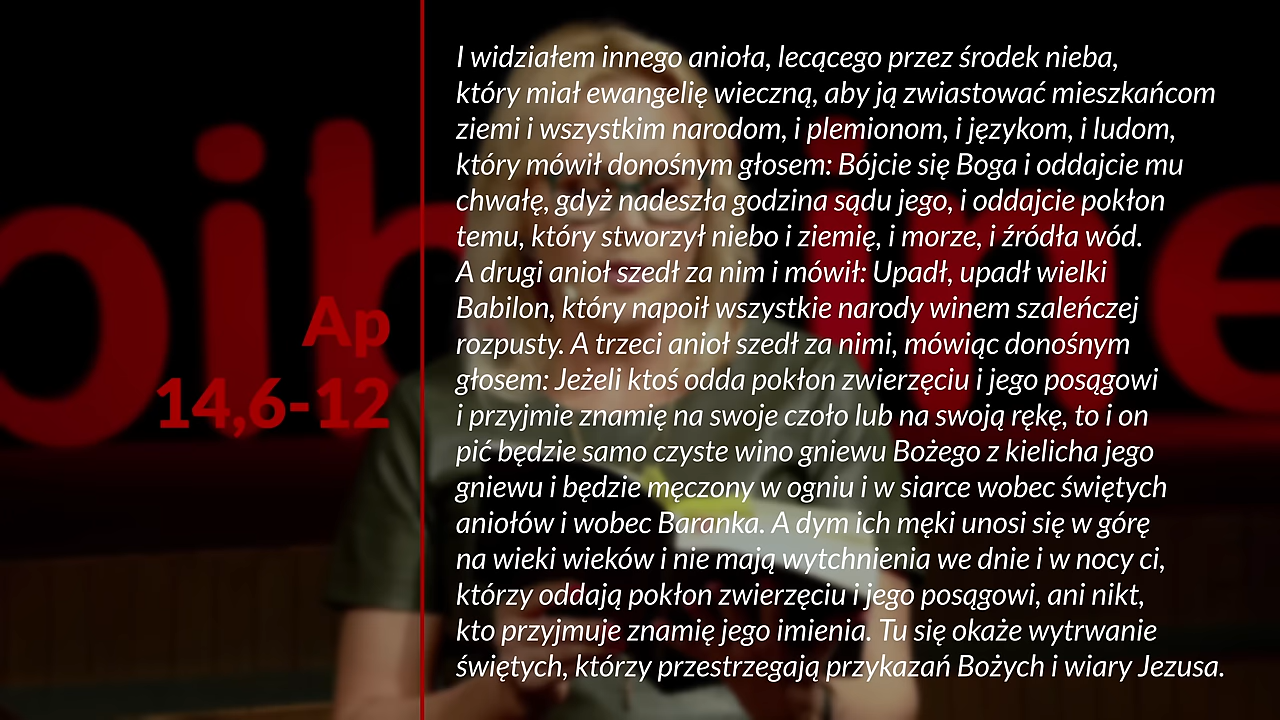 Ap
14,6-12
I widziałem innego anioła, lecącego przez środek nieba,
który miał ewangelię wieczną, aby ją zwiastować mieszkańcom
ziemi i wszystkim narodom, i plemionom, i językom, i ludom,
który mówił donośnym głosem: Bójcie się Boga i oddajcie mu
chwałę, gdyż nadeszła godzina sądu jego, i oddajcie pokłon
temu, który stworzył niebo i ziemię, i morze, i źródła wód.
A drugi anioł szedł za nim i mówił: Upadł, upadł wielki
Babilon, który napoił wszystkie narody winem szaleńczej
rozpusty. A trzeci anioł szedł za nimi, mówiąc donośnym
głosem: Jeżeli ktoś odda pokłon zwierzęciu i jego posągowi
i przyjmie znamię na swoje czoło lub na swoją rękę, to i on
pić będzie samo czyste wino gniewu Bożego z kielicha jego
gniewu i będzie męczony w ogniu i w siarce wobec świętych
aniołów i wobec Baranka. A dym ich męki unosi się w górę
na wieki wieków i nie mają wytchnienia we dnie i w nocy ci,
którzy oddają pokłon zwierzęciu i jego posągowi, ani nikt,
kto przyjmuje znamię jego imienia. Tu się okaże wytrwanie
świętych, którzy przestrzegają przykazań Bożych i wiary Jezusa.